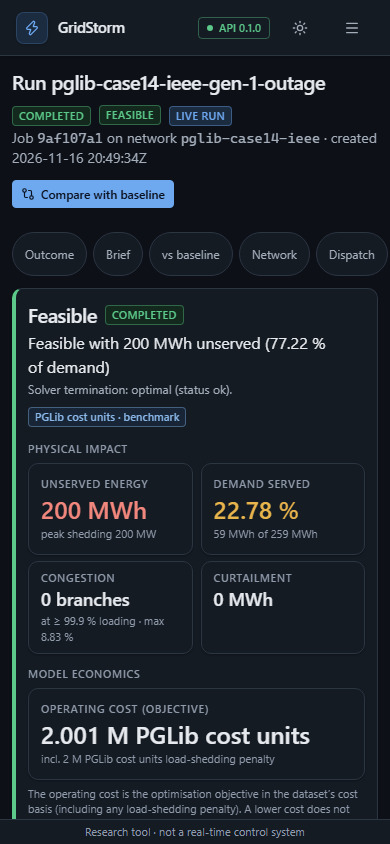 GridStorm
API 0.1.0
Run pglib-case14-ieee-gen-1-outage
COMPLETED FEASIBLE LIVE RUN
Job 9af107a1 on network pglib-case14-ieee · created
2026-11-16 20:49:34Z
Compare with baseline
Outcome Brief vs baseline Network Dispatch
Feasible COMPLETED
Feasible with 200 MWh unserved (77.22 %
of demand)
Solver termination: optimal (status ok).
PGLib cost units · benchmark
PHYSICAL IMPACT
UNSERVED ENERGY
200 MWh
peak shedding 200 MW
DEMAND SERVED
22.78 %
59 MWh of 259 MWh
CONGESTION
0 branches
at ≥ 99.9 % loading · max
8.83 %
CURTAILMENT
0 MWh
MODEL ECONOMICS
OPERATING COST (OBJECTIVE)
2.001 M PGLib cost units
incl. 2 M PGLib cost units load-shedding penalty
The operating cost is the optimisation objective in the dataset's cost
basis (including any load-shedding penalty). A lower cost does not
Research tool · not a real-time control system